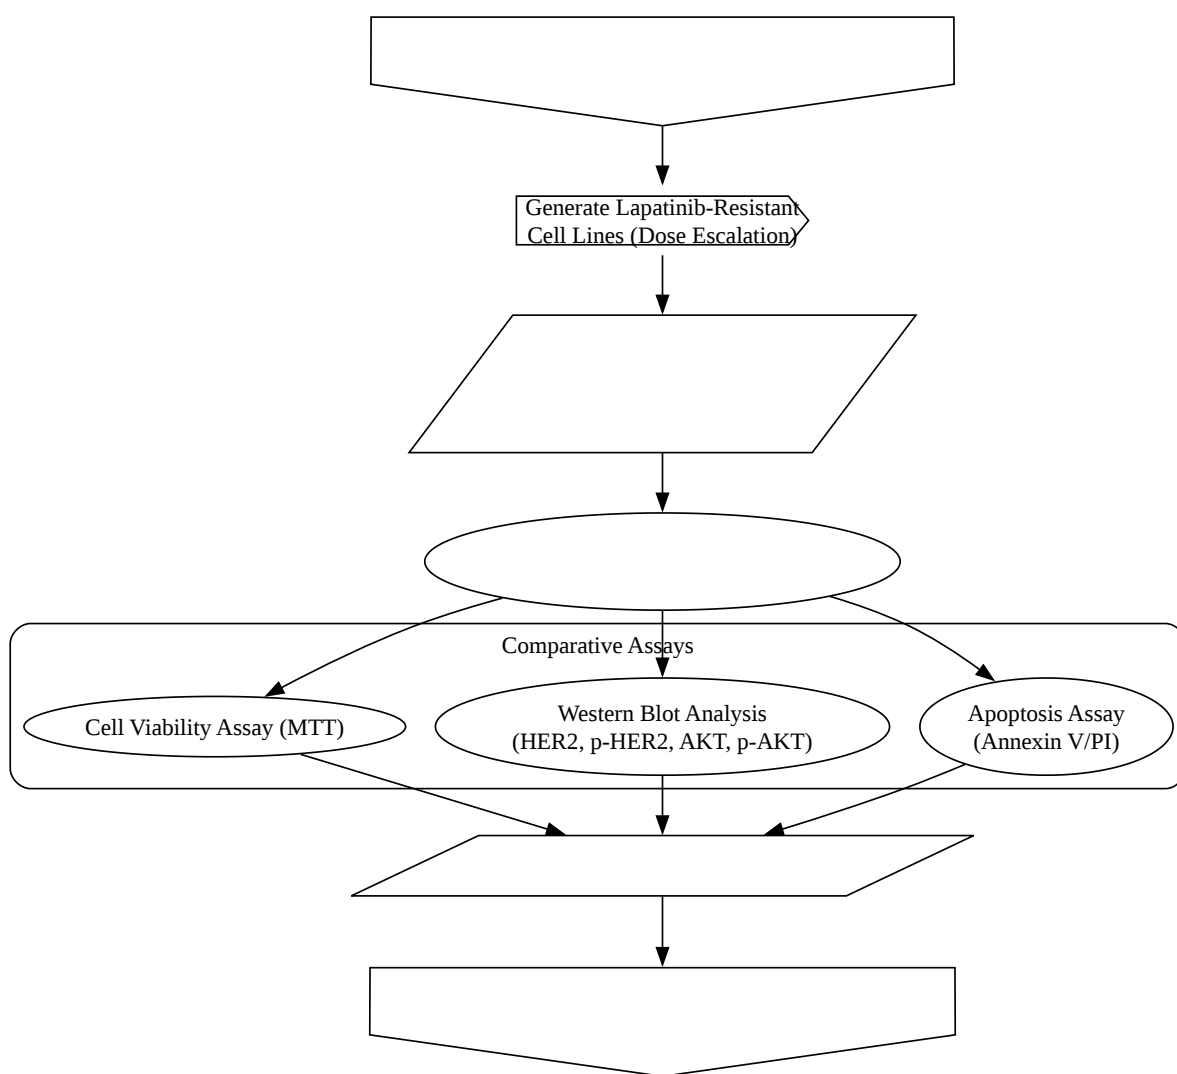 Generate Lapatinib-Resistant
Cell Lines (Dose Escalation)
Comparative Assays
Cell Viability Assay (MTT)
Western Blot Analysis
(HER2, p-HER2, AKT, p-AKT)
Apoptosis Assay
(Annexin V/PI)